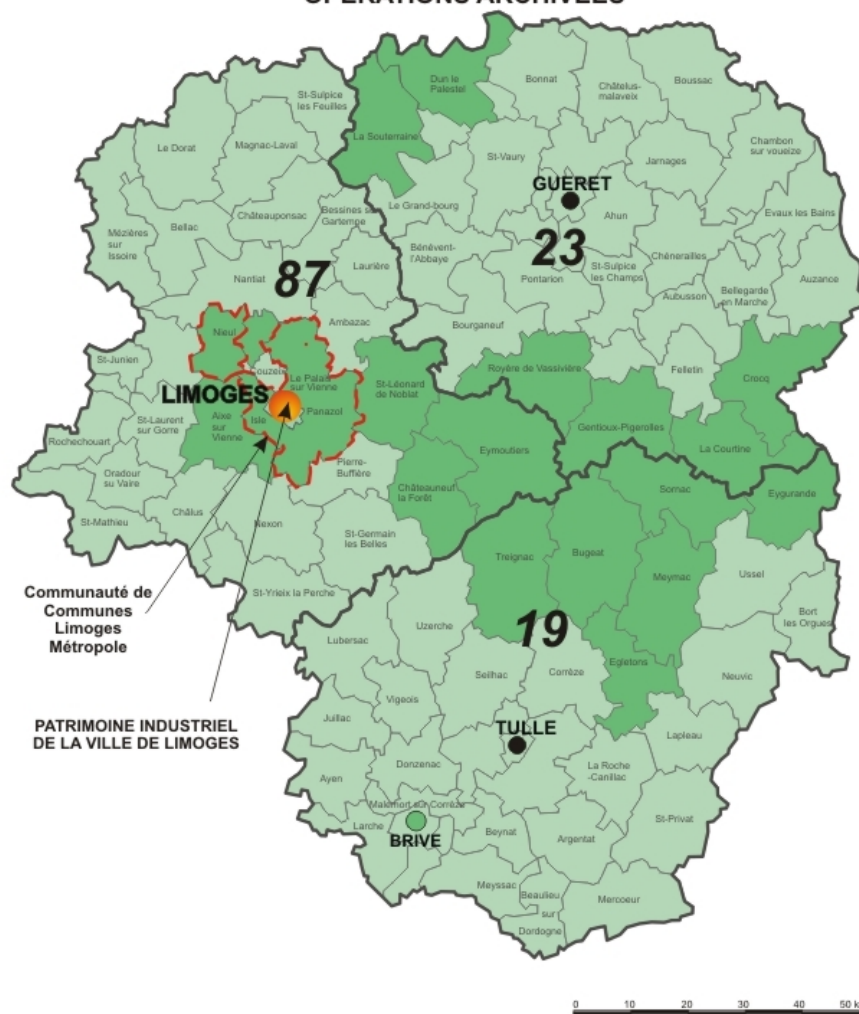 OPERATIONS ARCHIVEES
Dun le
Palestel
Bonnat
Châtelus-
malaveix
Boussac
St-Sulpice
les Feuilles
La Souterraine
Le Dorat
Magnac-Laval
St-Vaury
Jarnages
Chambon
sur voueize
GUERET
Le Grand-bourg
Ahun
Evaux les Bains
Châteauponsac
Bessines sur
Gartempe
Mézières
sur
Issoire
Bellac
Bénévent-
l'Abbaye
23
Chénerailles
Laurière
87
Nantiat
Pontarion
St-Sulpice
les Champs
Aubusson
Bellegarde
en Marche
Auzance
Ambazac
Bourganeuf
Nieul
St-Junien
Couzeix
Le Palais
sur Vienne
Royère de Vassivière
Felletin
Crocq
LIMOGES
St-Léonard
de Noblat
St-Laurent
sur Gorre
Aixe
sur
Vienne
Isle
Panazol
Gentioux-Pigerolles
Rochechouart
Eymoutiers
La Courtine
Oradour
su Vaire
Pierre-
Buffière
Châteauneuf
la Forêt
Sornac
Eygurande
St-Mathieu
Châlus
Nexon
St-Germain
les Belles
Treignac
Bugeat
Meymac
Ussel
Communauté de
Communes
Limoges
Métropole
St-Yrieix la Perche
Bort
les Orgues
Lubersac
Uzerche
19
Egletons
Seilhac
Corrèze
Neuvic
Vigeois
Juillac
PATRIMOINE INDUSTRIEL
DE LA VILLE DE LIMOGES
TULLE
Lapleau
Ayen
Donzenac
La Roche
-Canillac
Malemort sur Corrèze
Larche
BRIVE
Beynat
Argentat
St-Privat
Meyssac
Beaulieu
sur
Dordogne
Mercoeur
0 10 20 30 40 50 k